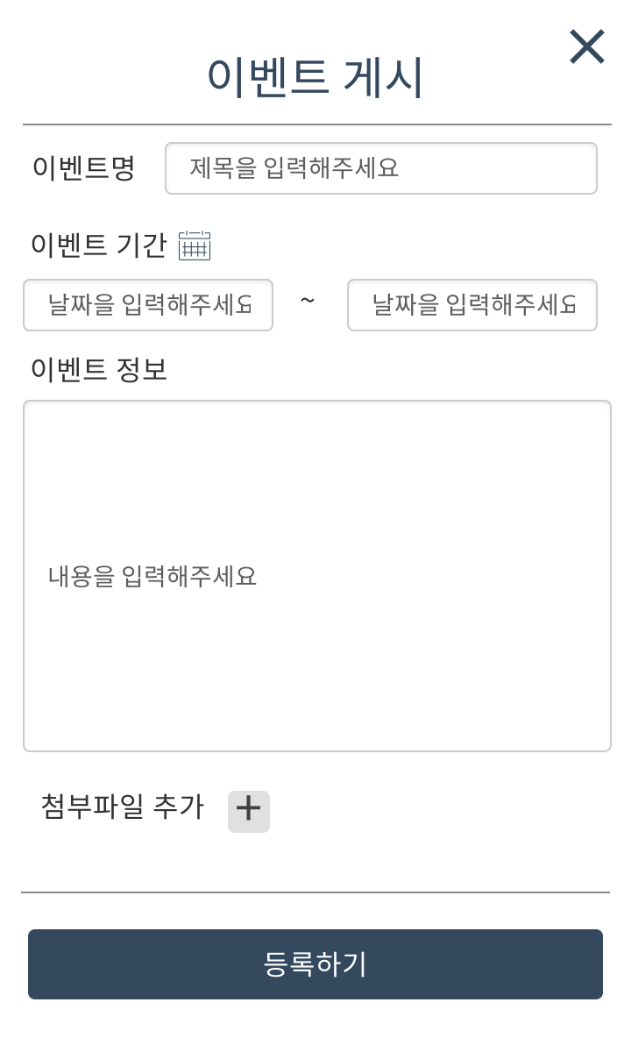 이벤트 게시
이벤트명 제목을 입력해주세요
이벤트 기간
날짜을 입력해주세요 ~ 날짜을 입력해주세요
이벤트 정보
내용을 입력해주세요
첨부파일 추가 +
등록하기